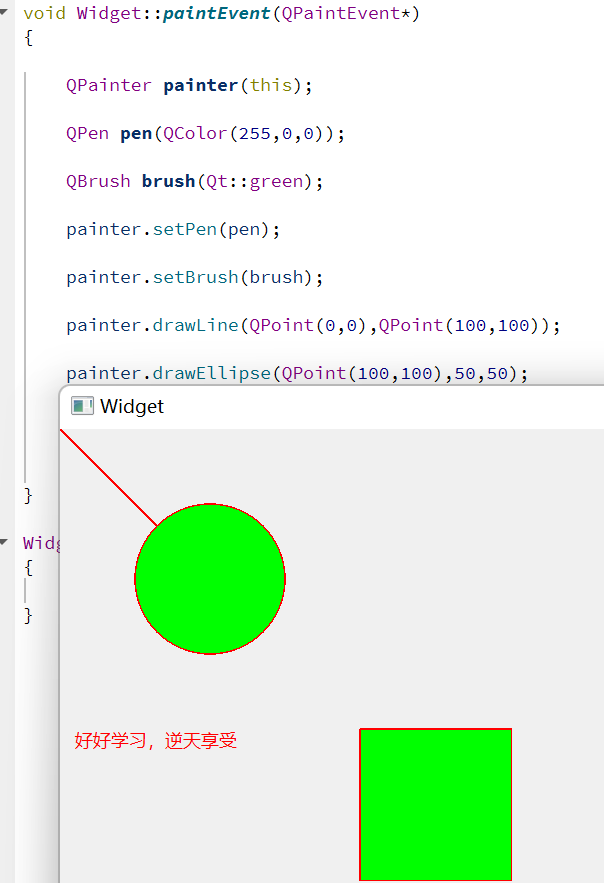 void Widget::paintEvent(QPaintEvent*)
{
QPainter painter(this);
QPen pen(QColor(255,0,0));
QBrush brush(Qt::green);
painter.setPen(pen);
painter.setBrush(brush);
painter.drawLine(QPoint(0,0),QPoint(100,100));
painter.drawEllipse(QPoint(100,100),50,50);
Widget
}
Widg
{
}
好好学习，逆天享受